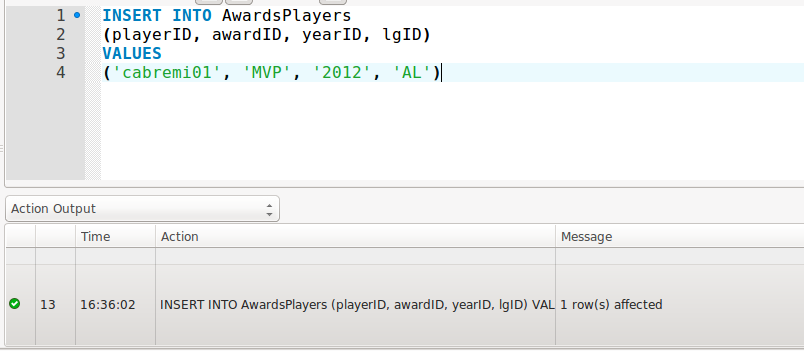 1 INSERT INTO AwardsPlayers
2 (playerID, awardID, yearID, lgID)
3 VALUES
4 ('cabremi01', 'MVP', '2012', 'AL')
Action Output
Time Action Message
13 16:36:02 INSERT INTO AwardsPlayers (playerID, awardID, yearID, lgID) VAL 1 row(s) affected